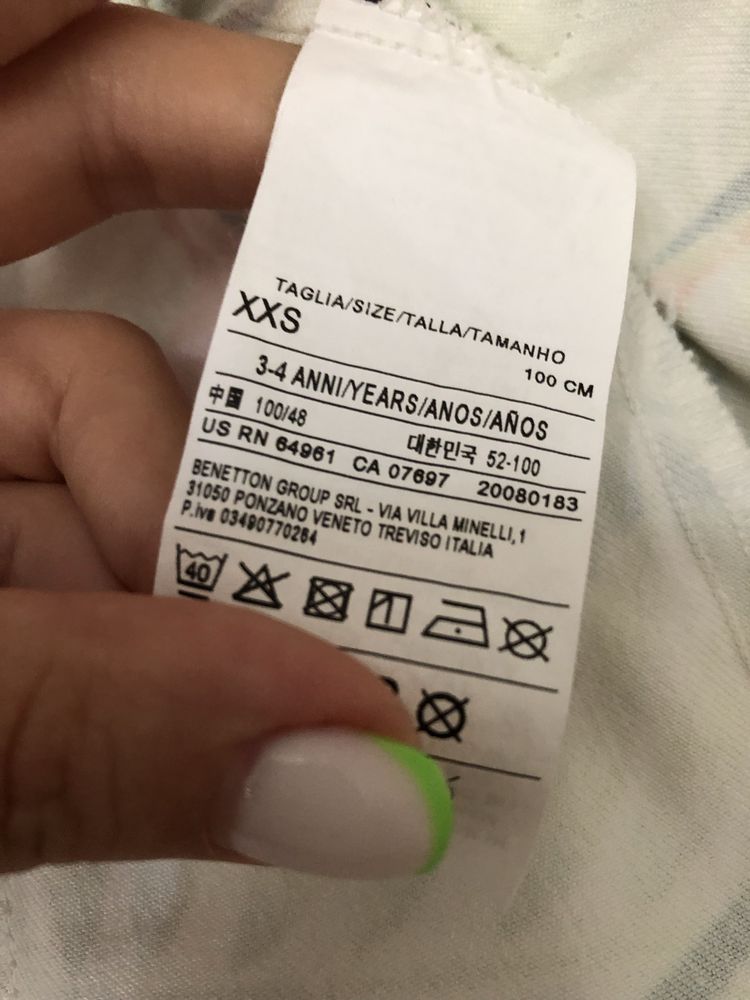 TAGLIA/SIZE/TALLA/TAMANHO
XXS
100 CM
3-4 ANNI/YEARS/ANOS/AÑOS
中国 100/48 대한민국 52-100
US RN 64961 CA 07697 20080183
BENETTON GROUP SRL - VIA VILLA MINELLI,1
31050 PONZANO VENETO TREVISO ITALIA
P.iva 03490770264
40